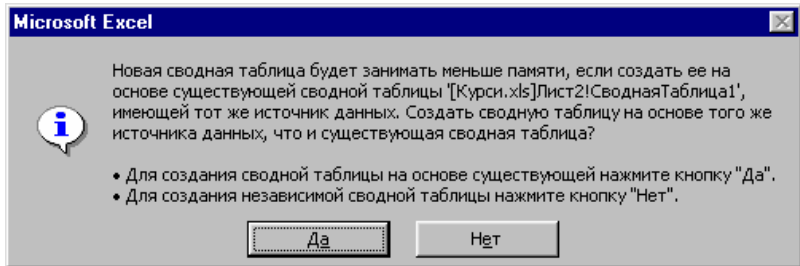 Microsoft Excel
Новая сводная таблица будет занимать меньше памяти, если создать ее на
основе существующей сводной таблицы '[Курси.xls]Лист2!СводнаяТаблица1',
имеющей тот же источник данных. Создать сводную таблицу на основе того же
источника данных, что и существующая сводная таблица?
• Для создания сводной таблицы на основе существующей нажмите кнопку "Да".
• Для создания независимой сводной таблицы нажмите кнопку "Нет".
Да Нет